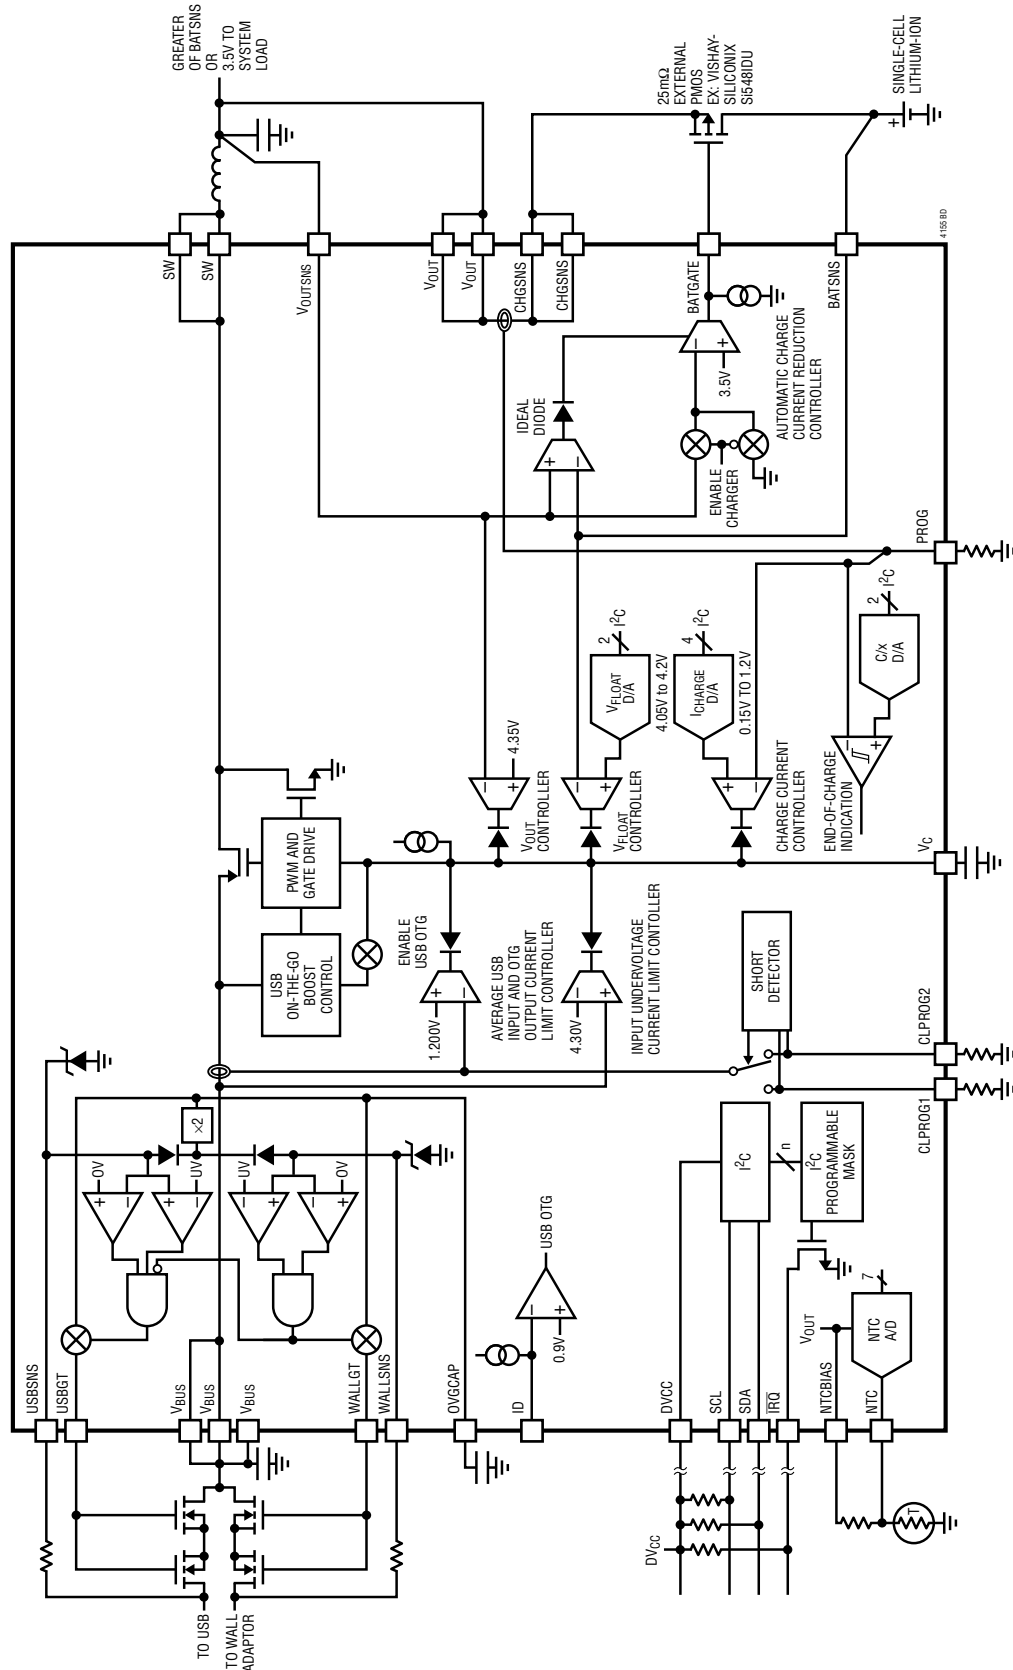 GREATER
OF BATSNS
OR
3.5V TO
SYSTEM
LOAD
SW
SW
VOUTSNS
VOUT
VOUT
CHGSNS
CHGSNS
25mΩ
EXTERNAL
PMOS
EX: VISHAY-
SILICONIX
Si5481DU
BATGATE
BATSNS
SINGLE-CELL
LITHIUM-ION
+
4155 BD
IDEAL
DIODE
+
–
–
+
3.5V
AUTOMATIC CHARGE
CURRENT REDUCTION
CONTROLLER
ENABLE
CHARGER
PROG
PWM AND
GATE DRIVE
USB
ON-THE-GO
BOOST
CONTROL
ENABLE
USB OTG
–
+
4.35V
VOUT
CONTROLLER
–
+
VFLOAT
CONTROLLER
VFLOAT
D/A
2
I2C
4.05V to 4.2V
ICHARGE
D/A
4
I2C
0.15V TO 1.2V
+
–
CHARGE CURRENT
CONTROLLER
C/x
D/A
2
I2C
–
+
END-OF-CHARGE
INDICATION
VC
1.200V
+
–
AVERAGE USB
INPUT AND OTG
OUTPUT CURRENT
LIMIT CONTROLLER
4.30V
+
–
INPUT UNDERVOLTAGE
CURRENT LIMIT CONTOLLER
SHORT
DETECTOR
CLPROG2
CLPROG1
×2
OV
+
–
+
–
UV
UV
–
+
–
+
OV
USBSNS
USBGT
VBUS
VBUS
VBUS
WALLGT
WALLSNS
OVGCAP
ID
–
+
0.9V
USB OTG
TO USB
TO WALL
ADAPTOR
I2C
n
I2C
PROGRAMMABLE
MASK
DVCC
SCL
SDA
IRQ
DVCC
NTCBIAS
NTC
VOUT
NTC
A/D
7
T